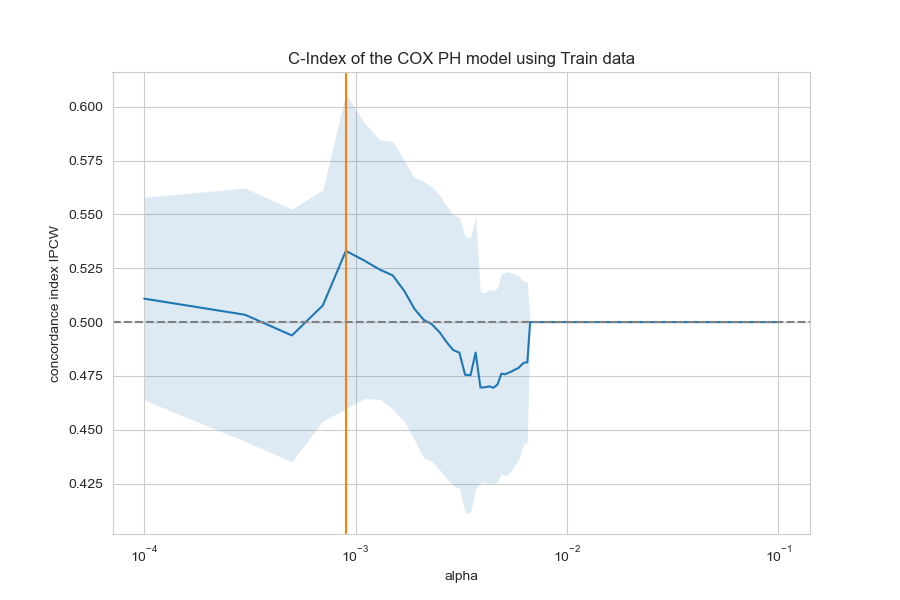 C-Index of the COX PH model using Train data
concordance index IPCW
0.600
0.575
0.550
0.525
0.500
0.475
0.450
0.425
10⁻⁴ 10⁻³ 10⁻² 10⁻¹
alpha